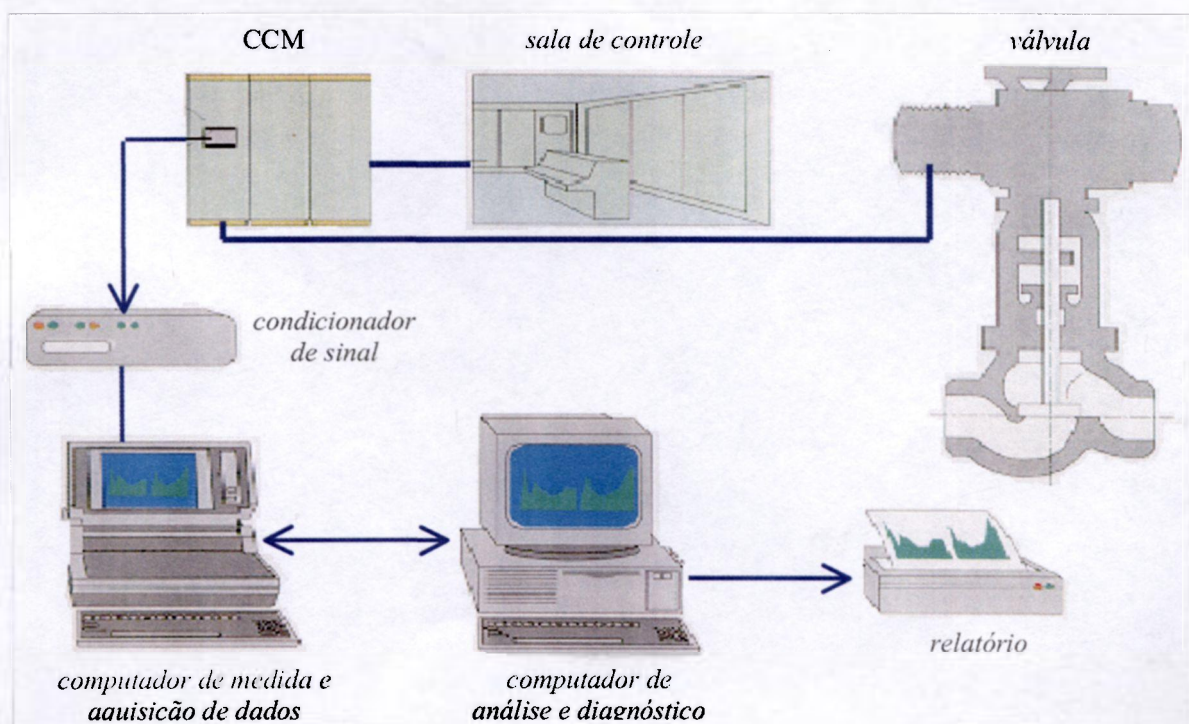 CCM
sala de controle
válvula
condicionador
de sinal
relatório
computador de medida e
aquisição de dados
computador de
análise e diagnóstico